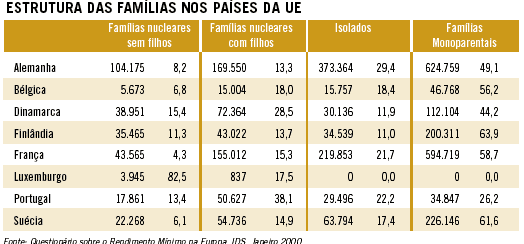 ESTRUTURA DAS FAMÍLIAS NOS PAÍSES DA UE
Famílias nucleares sem filhos Famílias nucleares com filhos Isolados Famílias Monoparentais
Alemanha 104.175 8,2 169.550 13,3 373.364 29,4 624.759 49,1
Bélgica 5.673 6,8 15.004 18,0 15.757 18,4 46.768 56,2
Dinamarca 38.951 15,4 72.364 28,5 30.136 11,9 112.104 44,2
Finlândia 35.465 11,3 43.022 13,7 34.539 11,0 200.311 63,9
França 43.565 4,3 155.012 15,3 219.853 21,7 594.719 58,7
Luxemburgo 3.945 82,5 837 17,5 0 0,0 0 0,0
Portugal 17.861 13,4 50.627 38,1 29.496 22,2 34.847 26,2
Suécia 22.268 6,1 54.736 14,9 63.794 17,4 226.146 61,6
Fonte: Questionário sobre o Rendimento Mínimo na Europa, IDS, Janeiro 2000